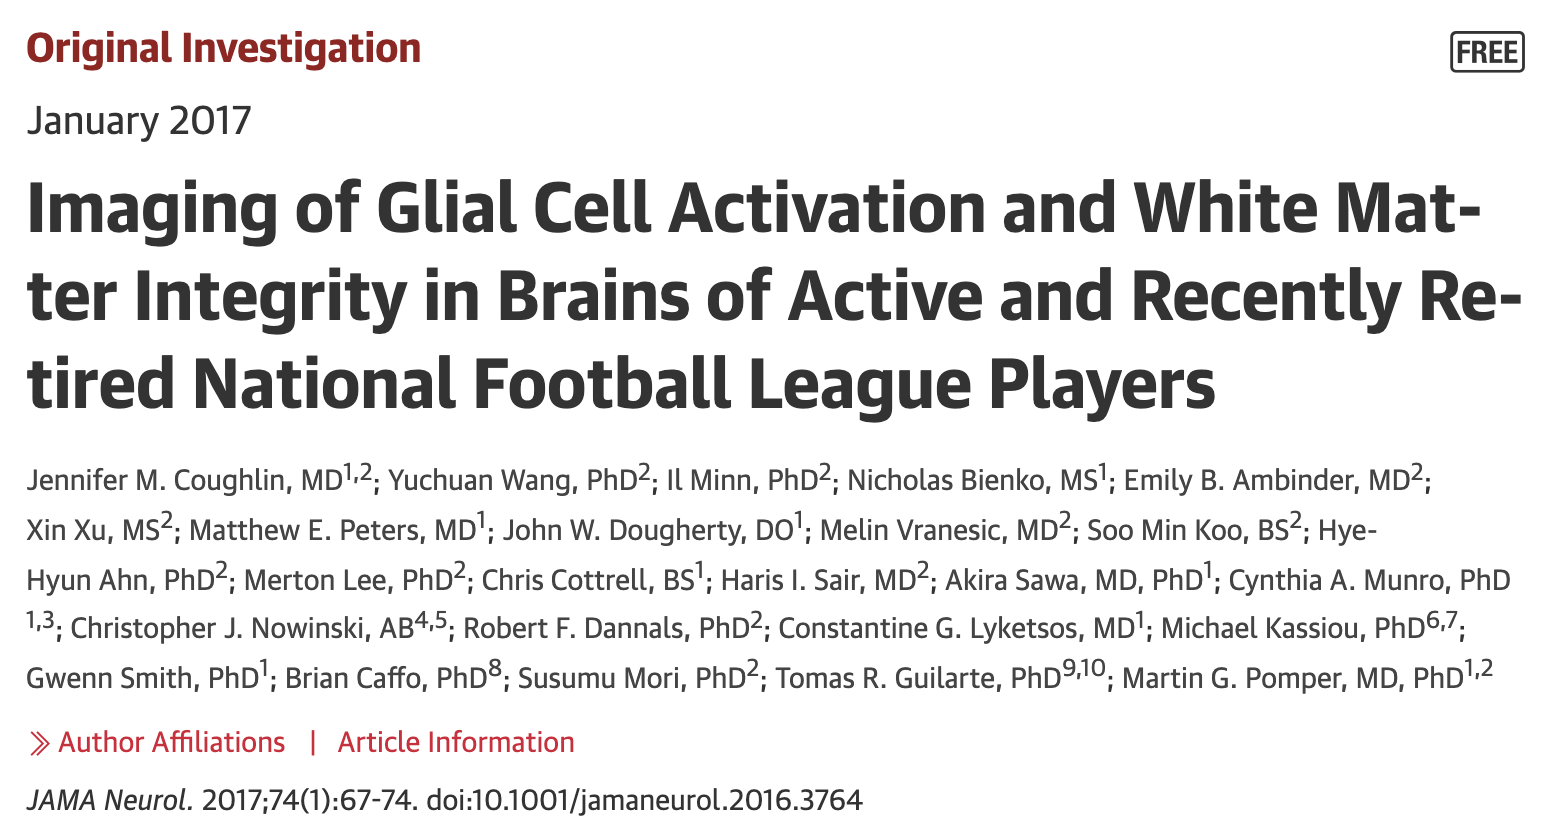 Original Investigation
FREE
January 2017
Imaging of Glial Cell Activation and White Mat-
ter Integrity in Brains of Active and Recently Re-
tired National Football League Players
Jennifer M. Coughlin, MD1,2; Yuchuan Wang, PhD2; Il Minn, PhD2; Nicholas Bienko, MS1; Emily B. Ambinder, MD2;
Xin Xu, MS2; Matthew E. Peters, MD1; John W. Dougherty, DO1; Melin Vranesic, MD2; Soo Min Koo, BS2; Hye-
Hyun Ahn, PhD2; Merton Lee, PhD2; Chris Cottrell, BS1; Haris I. Sair, MD2; Akira Sawa, MD, PhD1; Cynthia A. Munro, PhD
1,3; Christopher J. Nowinski, AB4,5; Robert F. Dannals, PhD2; Constantine G. Lyketsos, MD1; Michael Kassiou, PhD6,7;
Gwenn Smith, PhD1; Brian Caffo, PhD8; Susumu Mori, PhD2; Tomas R. Guilarte, PhD9,10; Martin G. Pomper, MD, PhD1,2
Author Affiliations | Article Information
JAMA Neurol. 2017;74(1):67-74. doi:10.1001/jamaneurol.2016.3764